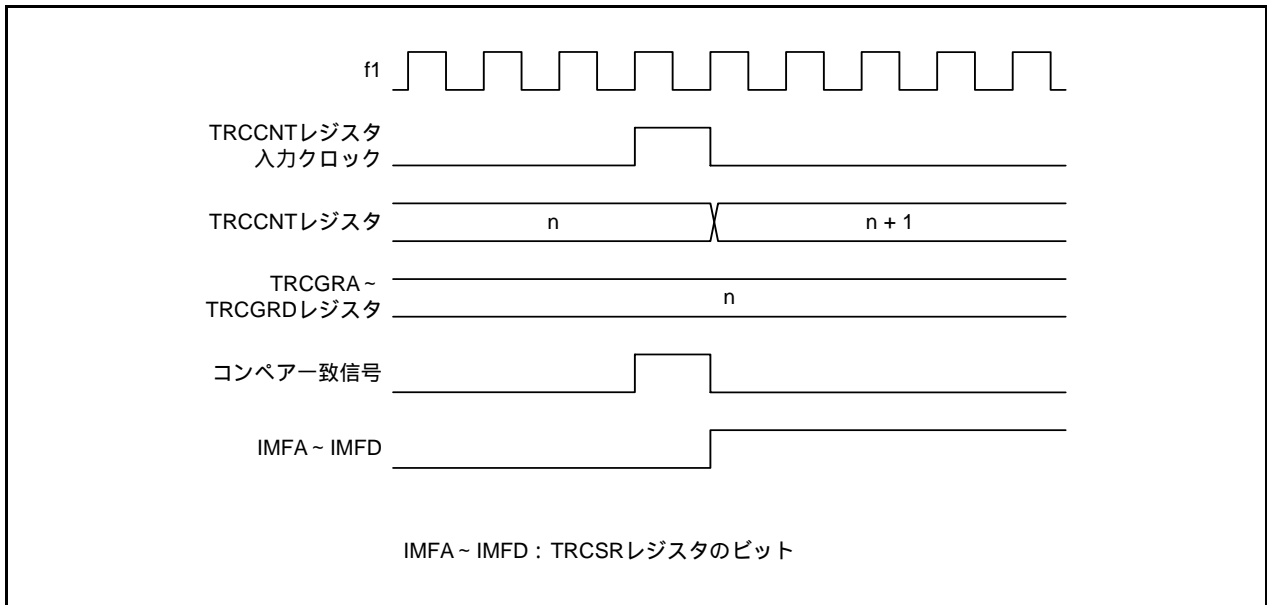 f1
TRCCNTレジスタ
入力クロック
TRCCNTレジスタ
n
n + 1
TRCGRA ~
TRCGRDレジスタ
n
コンペア一致信号
IMFA ~ IMFD
IMFA ~ IMFD : TRCSRレジスタのビット